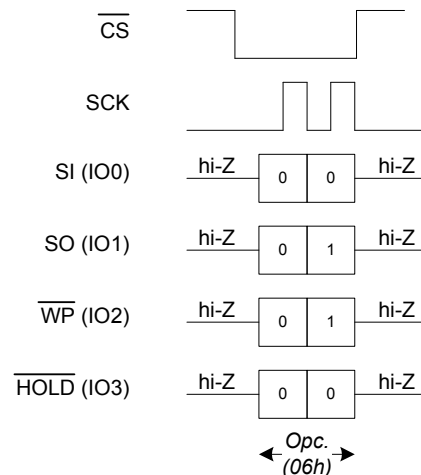 CS
SCK
SI (IO0) hi-Z 0 0 hi-Z
SO (IO1) hi-Z 0 1 hi-Z
WP (IO2) hi-Z 0 1 hi-Z
HOLD (IO3) hi-Z 0 0 hi-Z
Opc.
(06h)